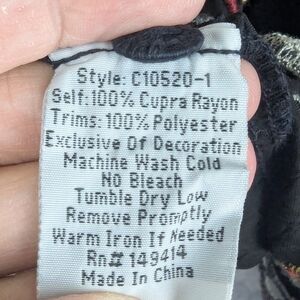 Style: C10520-1
Self:100% Cupra Rayon
Trims:100% Polyester
Exclusive Of Decoration
Machine Wash Cold
No Bleach
Tumble Dry Low
Remove Promptly
Warm Iron If Needed
Rn# 149414
Made In China